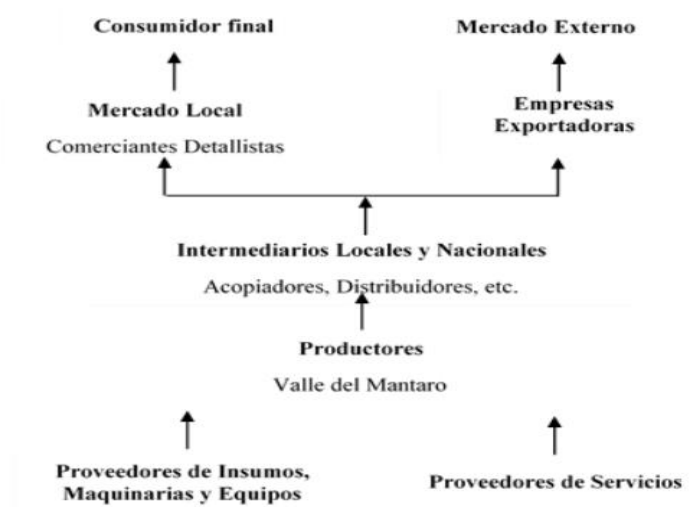 Consumidor final
Mercado Externo
Mercado Local
Comerciantes Detallistas
Empresas
Exportadoras
Intermediarios Locales y Nacionales
Acopiadores, Distribuidores, etc.
Productores
Valle del Mantaro
Proveedores de Insumos,
Maquinarias y Equipos
Proveedores de Servicios